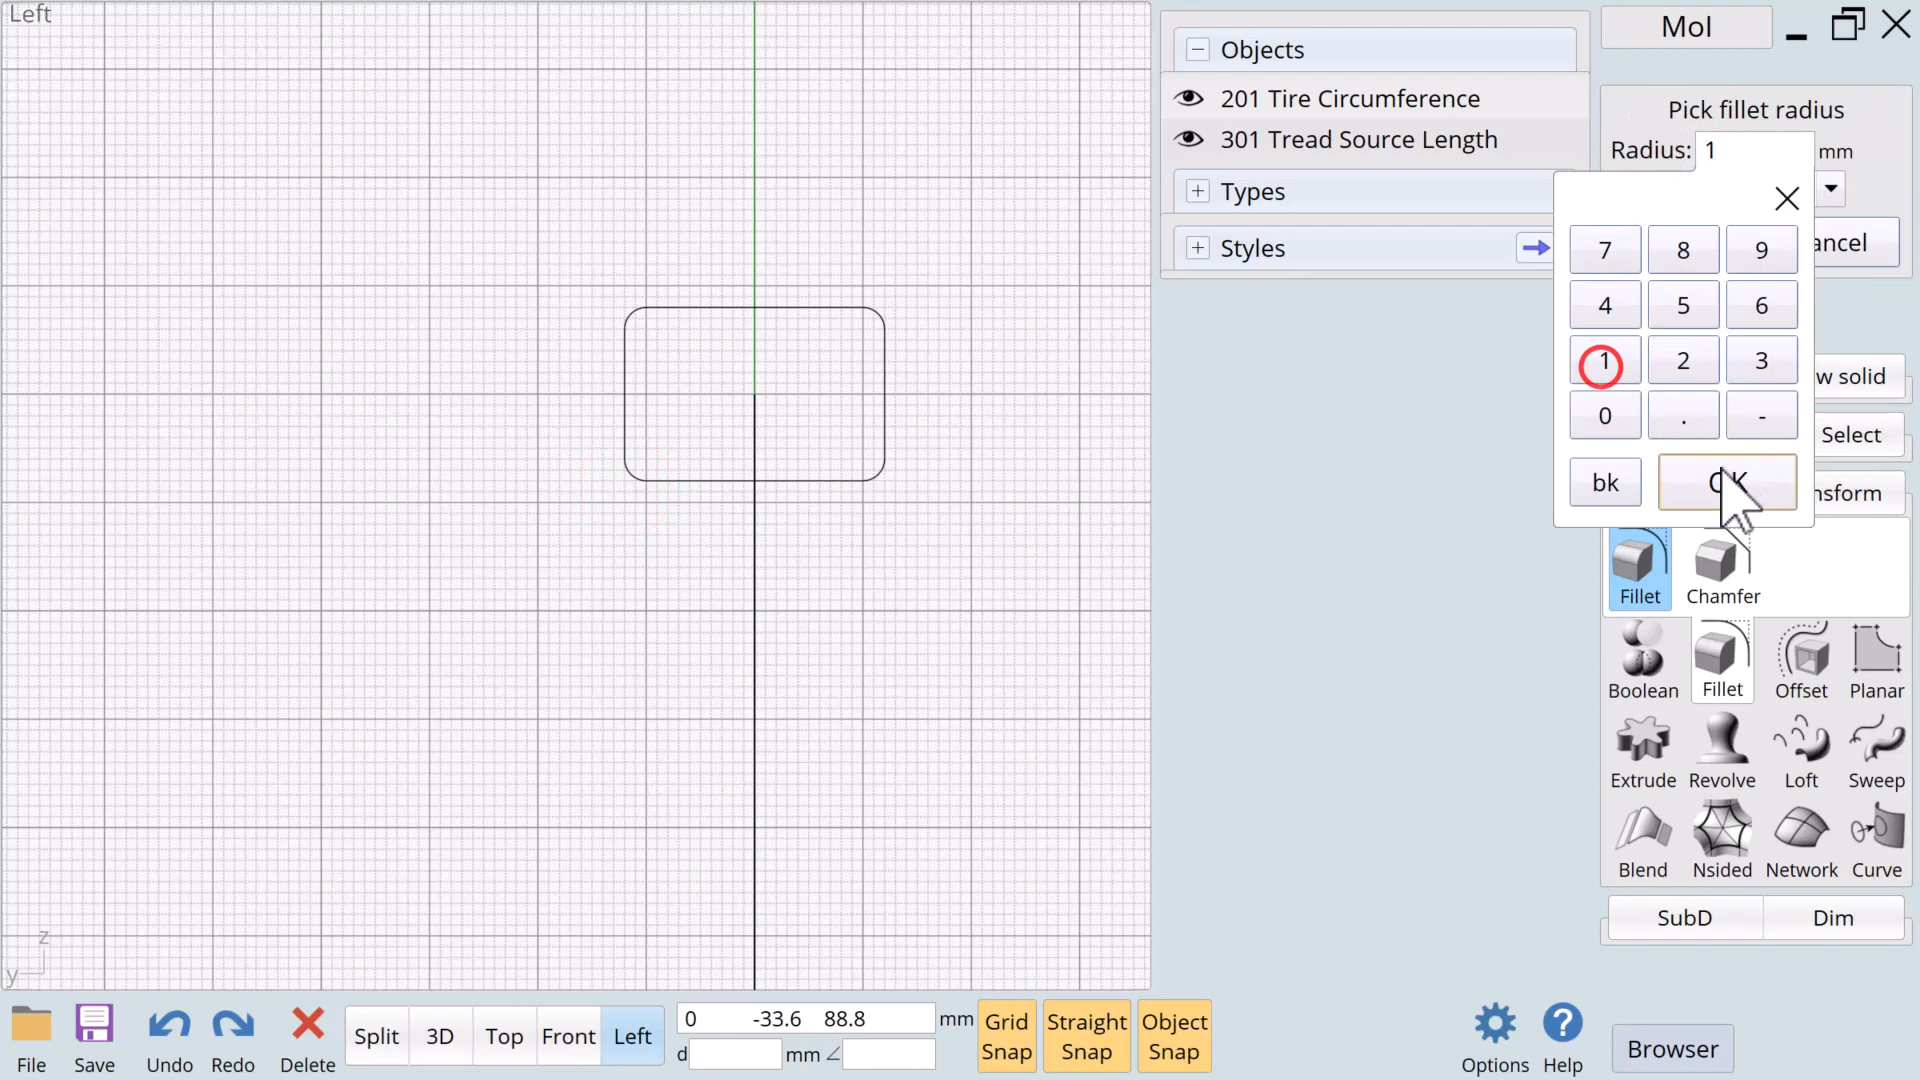 Left
Objects
201 Tire Circumference
301 Tread Source Length
Types
Styles
MoI
Pick fillet radius
Radius: 1 mm
ancel
7 8 9
4 5 6
1 2 3
0 . -
bk OK
w solid
Select
nsform
Fillet Chamfer
Boolean Fillet Offset Planar
Extrude Revolve Loft Sweep
Blend Nsided Network Curve
SubD Dim
z
y
File Save Undo Redo Delete
Split 3D Top Front Left
0 -33.6 88.8 mm
d mm
Grid Snap
Straight Snap
Object Snap
Options Help
Browser